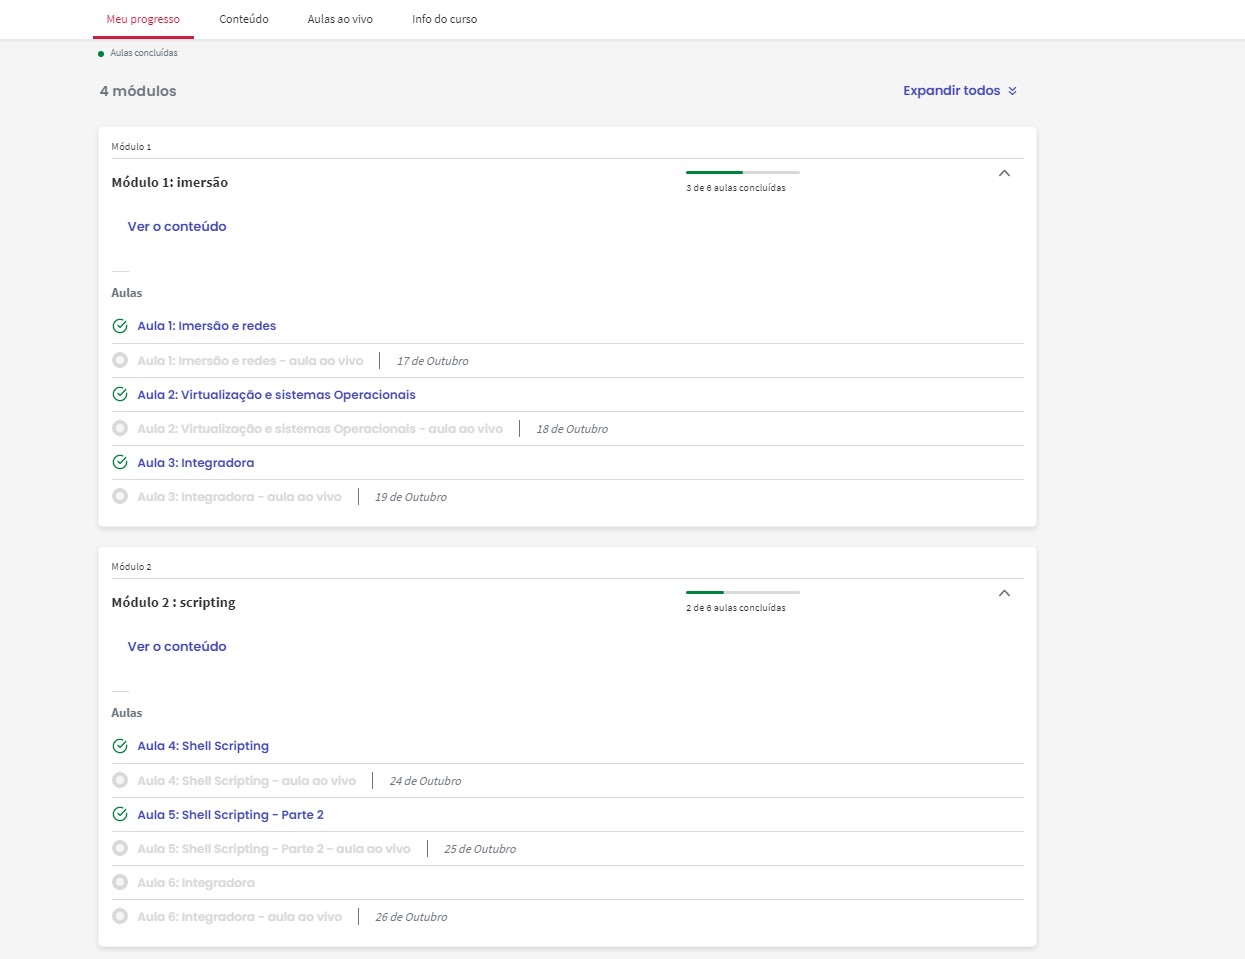 Meu progresso Conteúdo Aulas ao vivo Info do curso
Aulas concluídas
4 módulos Expandir todos
Módulo 1
Módulo 1: imersão
3 de 6 aulas concluídas
Ver o conteúdo
Aulas
Aula 1: Imersão e redes
Aula 1: Imersão e redes - aula ao vivo 17 de Outubro
Aula 2: Virtualização e sistemas Operacionais
Aula 2: Virtualização e sistemas Operacionais - aula ao vivo 18 de Outubro
Aula 3: Integradora
Aula 3: Integradora - aula ao vivo 19 de Outubro
Módulo 2
Módulo 2 : scripting
2 de 6 aulas concluídas
Ver o conteúdo
Aulas
Aula 4: Shell Scripting
Aula 4: Shell Scripting - aula ao vivo 24 de Outubro
Aula 5: Shell Scripting - Parte 2
Aula 5: Shell Scripting - Parte 2 - aula ao vivo 25 de Outubro
Aula 6: Integradora
Aula 6: Integradora - aula ao vivo 26 de Outubro